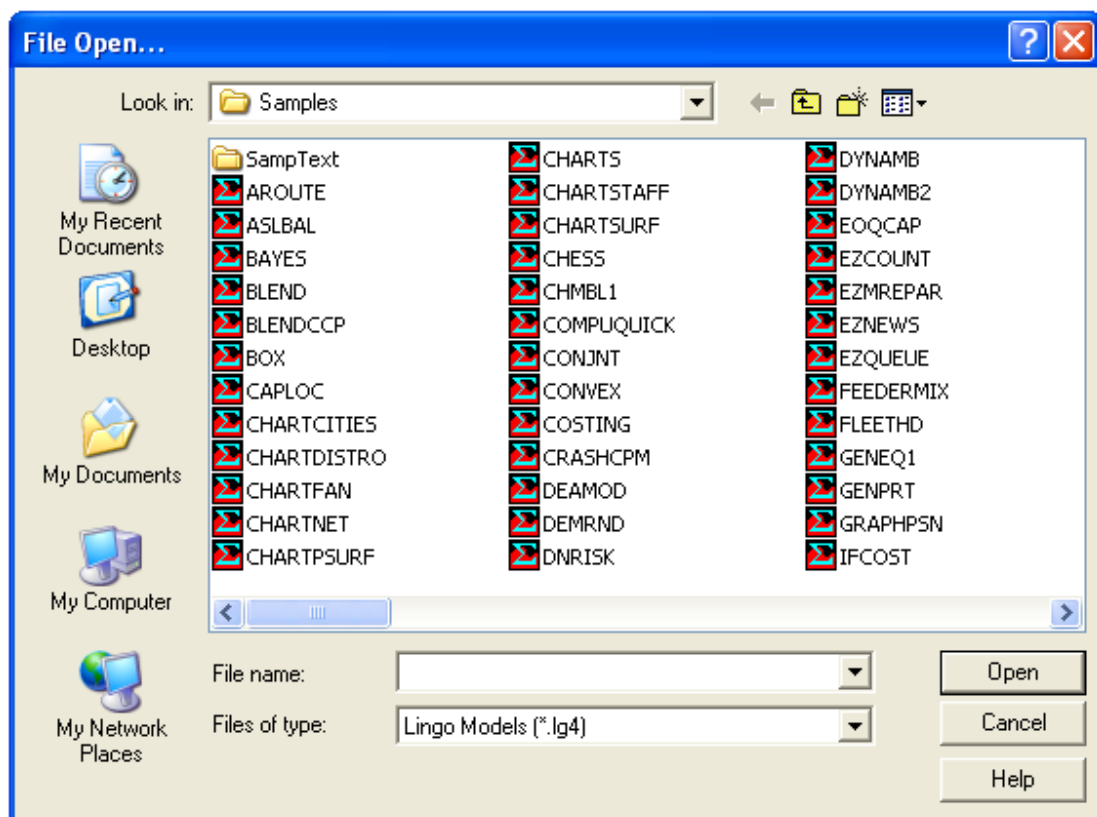 File Open...
Look in:
Samples
My Recent
Documents
Desktop
My Documents
My Computer
My Network
Places
SampText
AROUTE
ASLBAL
BAYES
BLEND
BLENDCCP
BOX
CAPLOC
CHARTCITIES
CHARTDISTRO
CHARTFAN
CHARTNET
CHARTPSURF
CHARTS
CHARTSTAFF
CHARTSURF
CHESS
CHMBL1
COMPUQUICK
CONJNT
CONVEX
COSTING
CRASHCPM
DEAMOD
DEMRND
DNRISK
DYNAMB
DYNAMB2
EOQCAP
EZCOUNT
EZMREPAR
EZNEWS
EZQUEUE
FEEDERMIX
FLEETHD
GENEQ1
GENPRT
GRAPHPSN
IFCOST
File name:
Open
Files of type:
Lingo Models (*.lg4)
Cancel
Help